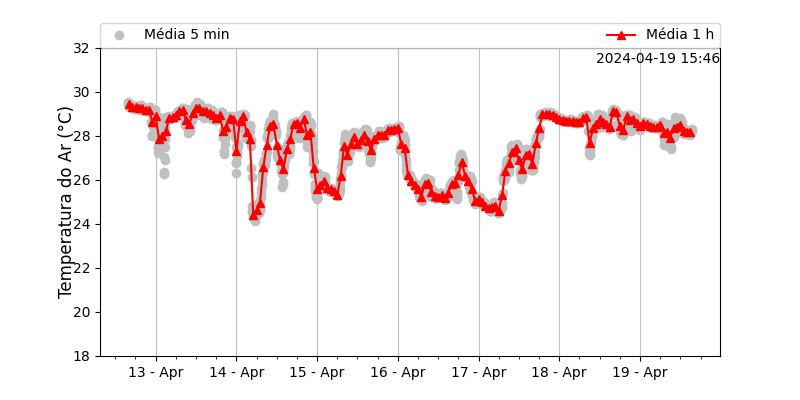 Média 5 min
Média 1 h
2024-04-19 15:46
Temperatura do Ar (°C)
32
30
28
26
24
22
20
18
13 - Apr
14 - Apr
15 - Apr
16 - Apr
17 - Apr
18 - Apr
19 - Apr